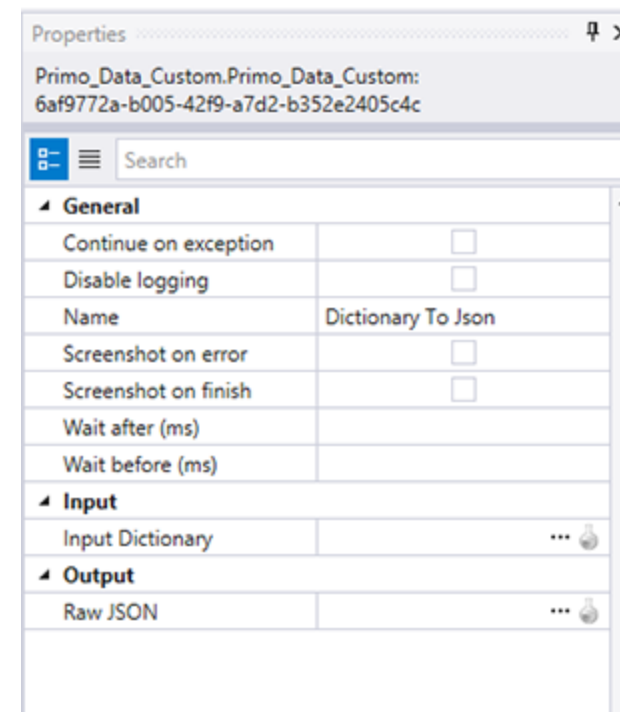 Properties
Primo_Data_Custom.Primo_Data_Custom:
6af9772a-b005-42f9-a7d2-b352e2405c4c
Search
General
Continue on exception
Disable logging
Name Dictionary To Json
Screenshot on error
Screenshot on finish
Wait after (ms)
Wait before (ms)
Input
Input Dictionary ...
Output
Raw JSON ...